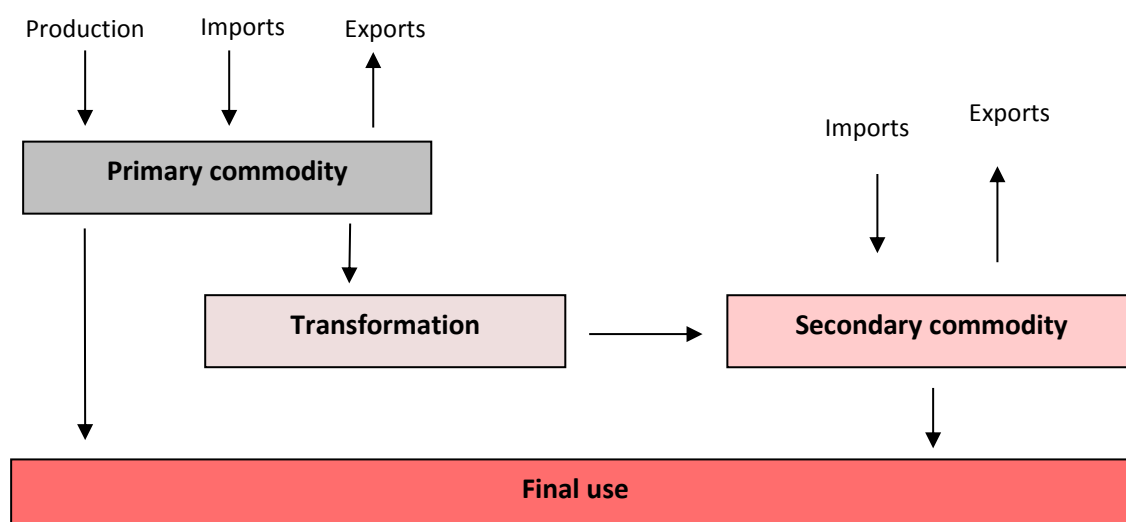 Production
Imports
Exports
Primary commodity
Imports
Exports
Transformation
Secondary commodity
Final use